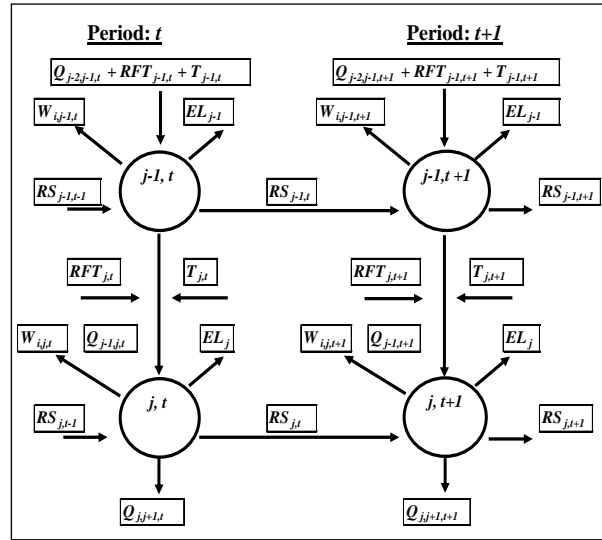 Period: t Period: t+1
Q j-2,j-1,t + RFT j-1,t + T j-1,t Q j-2,j-1,t+1 + RFT j-1,t+1 + T j-1,t+1
W i,j-1,t EL j-1 W i,j-1,t+1 EL j-1
j-1, t j-1,t +1
RS j-1,t-1 RS j-1,t RS j-1,t+1
RFT j,t T j,t RFT j,t+1 T j,t+1
W i,j,t Q j-1,j,t EL j W i,j,t+1 Q j-1,t+1 EL j
j, t j, t+1
RS j,t-1 RS j,t RS j,t+1
Q j,j+1,t Q j,j+1,t+1